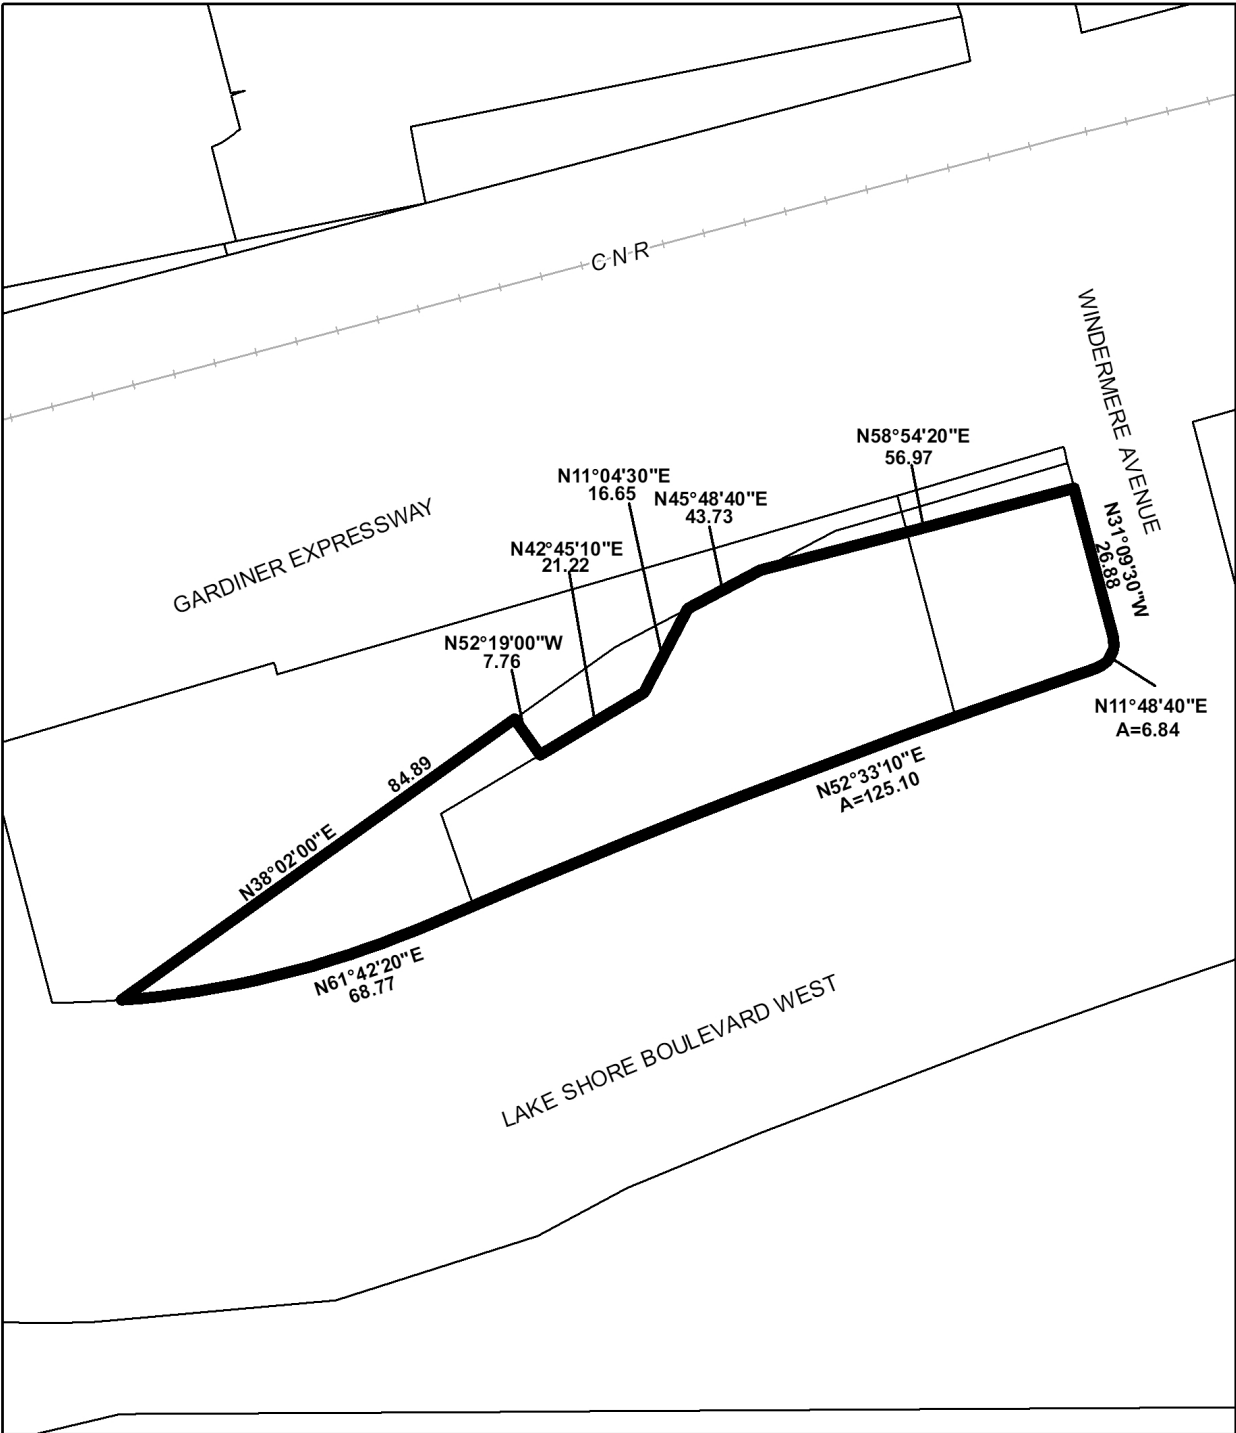 CNR
WINDERMERE AVENUE
N58°54'20"E
56.97
N11°04'30"E
16.65
N45°48'40"E
43.73
GARDINER EXPRESSWAY
N31°09'30"W
26.88
N42°45'10"E
21.22
N52°19'00"W
7.76
N11°48'40"E
A=6.84
84.89
N38°02'00"E
N52°33'10"E
A=125.10
N61°42'20"E
68.77
LAKE SHORE BOULEVARD WEST